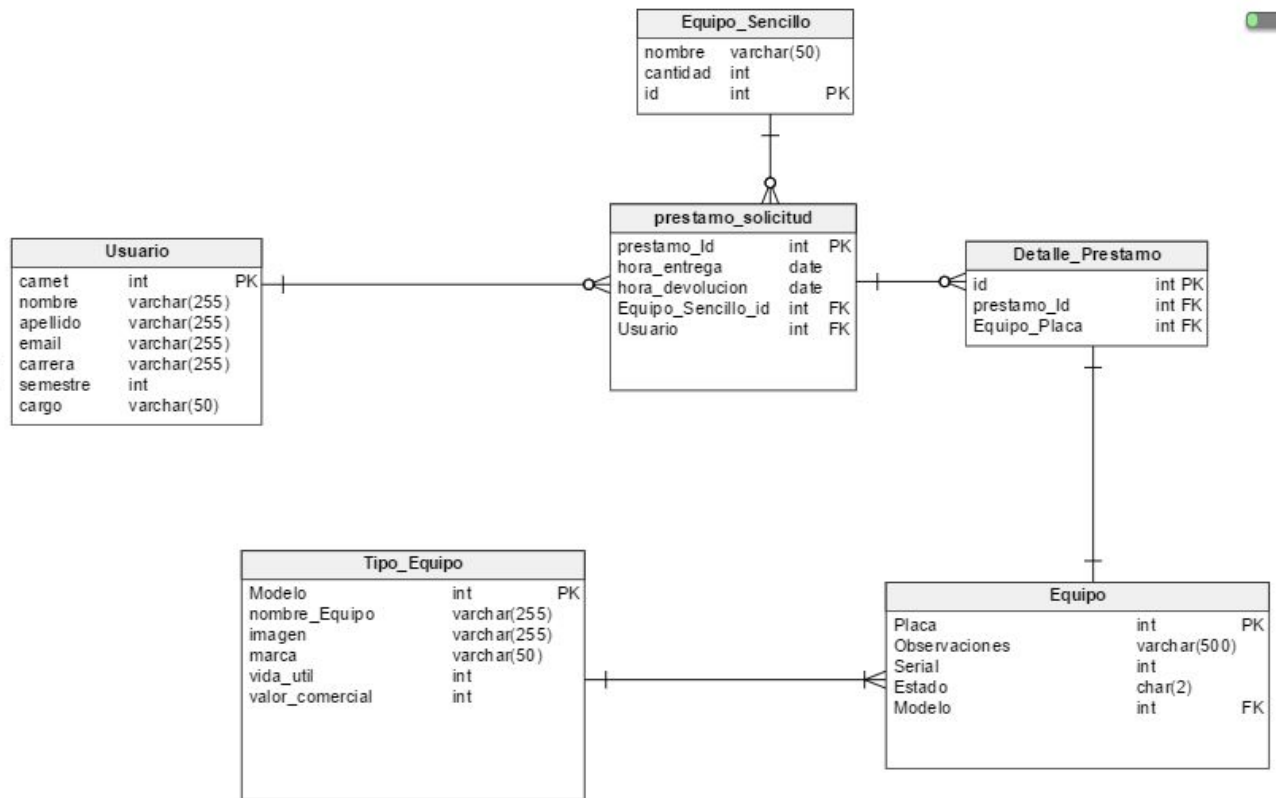 Equipo_Sencillo
nombre varchar(50)
cantidad int
id int PK
prestamo_solicitud
prestamo_Id int PK
hora_entrega date
hora_devolucion date
Equipo_Sencillo_id int FK
Usuario int FK
Usuario
carnet int PK
nombre varchar(255)
apellido varchar(255)
email varchar(255)
carrera varchar(255)
semestre int
cargo varchar(50)
Detalle_Prestamo
id int PK
prestamo_Id int FK
Equipo_Placa int FK
Tipo_Equipo
Modelo int PK
nombre_Equipo varchar(255)
imagen varchar(255)
marca varchar(50)
vida_util int
valor_comercial int
Equipo
Placa int PK
Observaciones varchar(500)
Serial int
Estado char(2)
Modelo int FK